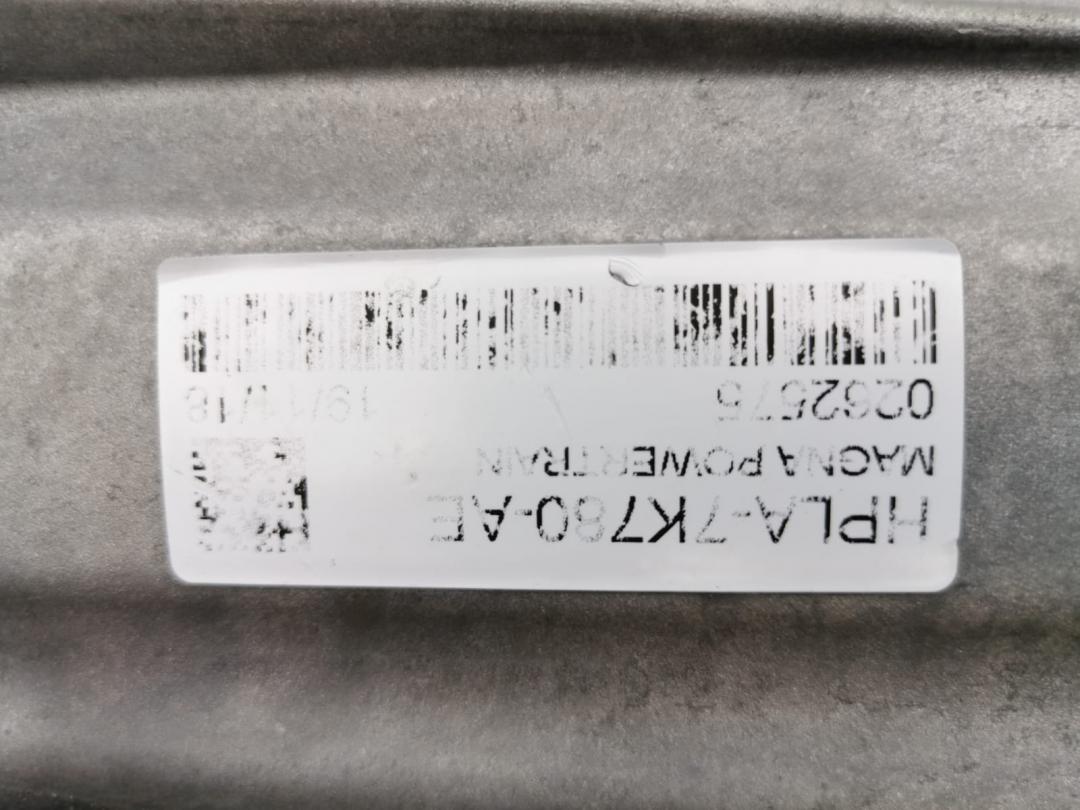 HPLA-7K780-AE
MAGNA POWERTRAIN
0262575 19/11/18